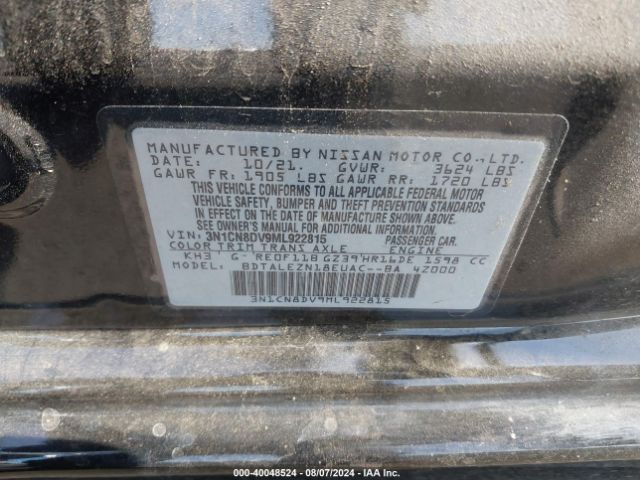 MANUFACTURED BY NISSAN MOTOR CO., LTD.
DATE: 10/21. GVWR: 3624 LBS
GAWR FR: 1905 LBS GAWR RR: 1720 LBS
THIS VEHICLE CONFORMS TO ALL APPLICABLE FEDERAL MOTOR
VEHICLE SAFETY, BUMPER, AND THEFT PREVENTION
STANDARDS IN EFFECT ON THE DATE OF MANUFACTURE
SHOWN ABOVE. SEE OWNER'S MANUAL FOR
ADDITIONAL INFORMATION.
VIN: 3N1CN8DV9ML922815 PASSENGER CAR.
COLOR TRIM TRANS AXLE ENGINE
KH3 G- RE0F11B GZ39 HR16DE 1598 CC
BDTALEZN18EUAC--BA 4Z000
3N1CN8DV9ML922815
000-40048524 - 08/07/2024 - IAA Inc.